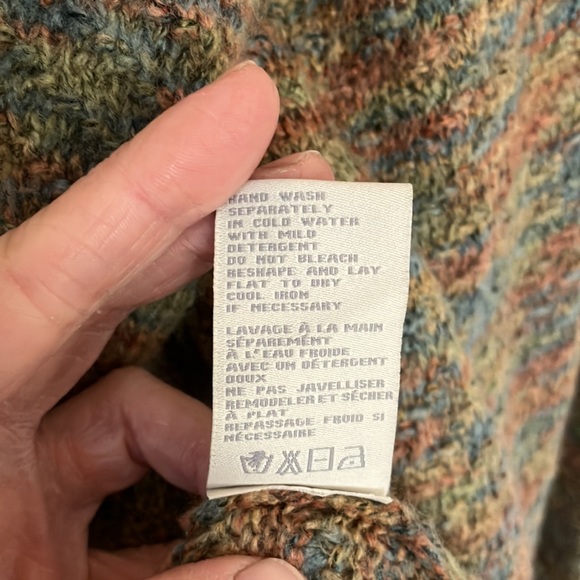 HAND WASH
SEPARATELY
IN COLD WATER
WITH MILD
DETERGENT
DO NOT BLEACH
RESHAPE AND LAY
FLAT TO DRY
COOL IRON
IF NECESSARY
LAVAGE À LA MAIN
SÉPARÉMENT
À L'EAU FROIDE
AVEC UN DÉTERGENT
DOUX
NE PAS JAVELLISER
REMODELER ET SÉCHER
À PLAT
REPASSAGE FROID SI
NÉCESSAIRE